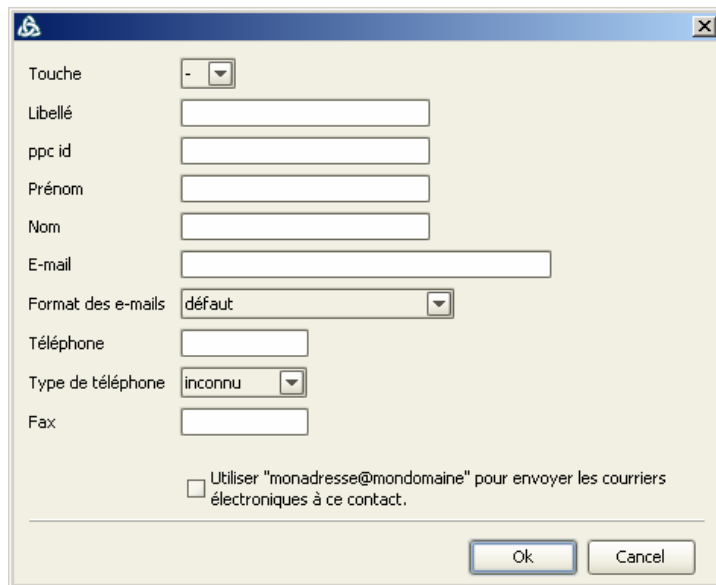 Touche -
Libellé
ppc id
Prénom
Nom
E-mail
Format des e-mails défaut
Téléphone
Type de téléphone inconnu
Fax
Utiliser "monadresse@mondomaine" pour envoyer les courriers
électroniques à ce contact.
Ok Cancel